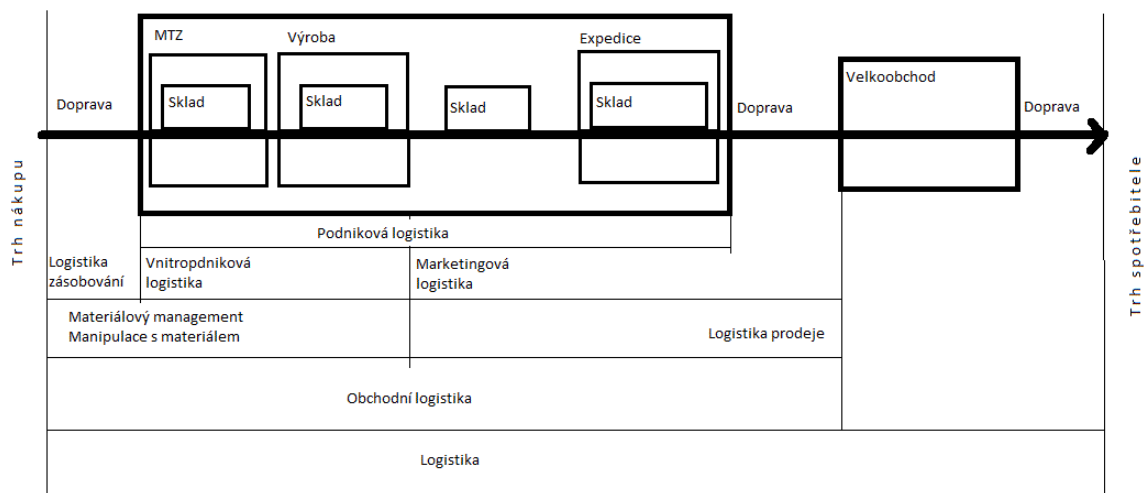 MTZ
Výroba
Expedice
Velkoobchod
Doprava
Sklad
Sklad
Sklad
Sklad
Doprava
Doprava
Trh nákupu
Trh spotřebitele
Podniková logistika
Logistika
zásobování
Vnitropdniková
logistika
Marketingová
logistika
Materiálový management
Manipulace s materiálem
Logistika prodeje
Obchodní logistika
Logistika